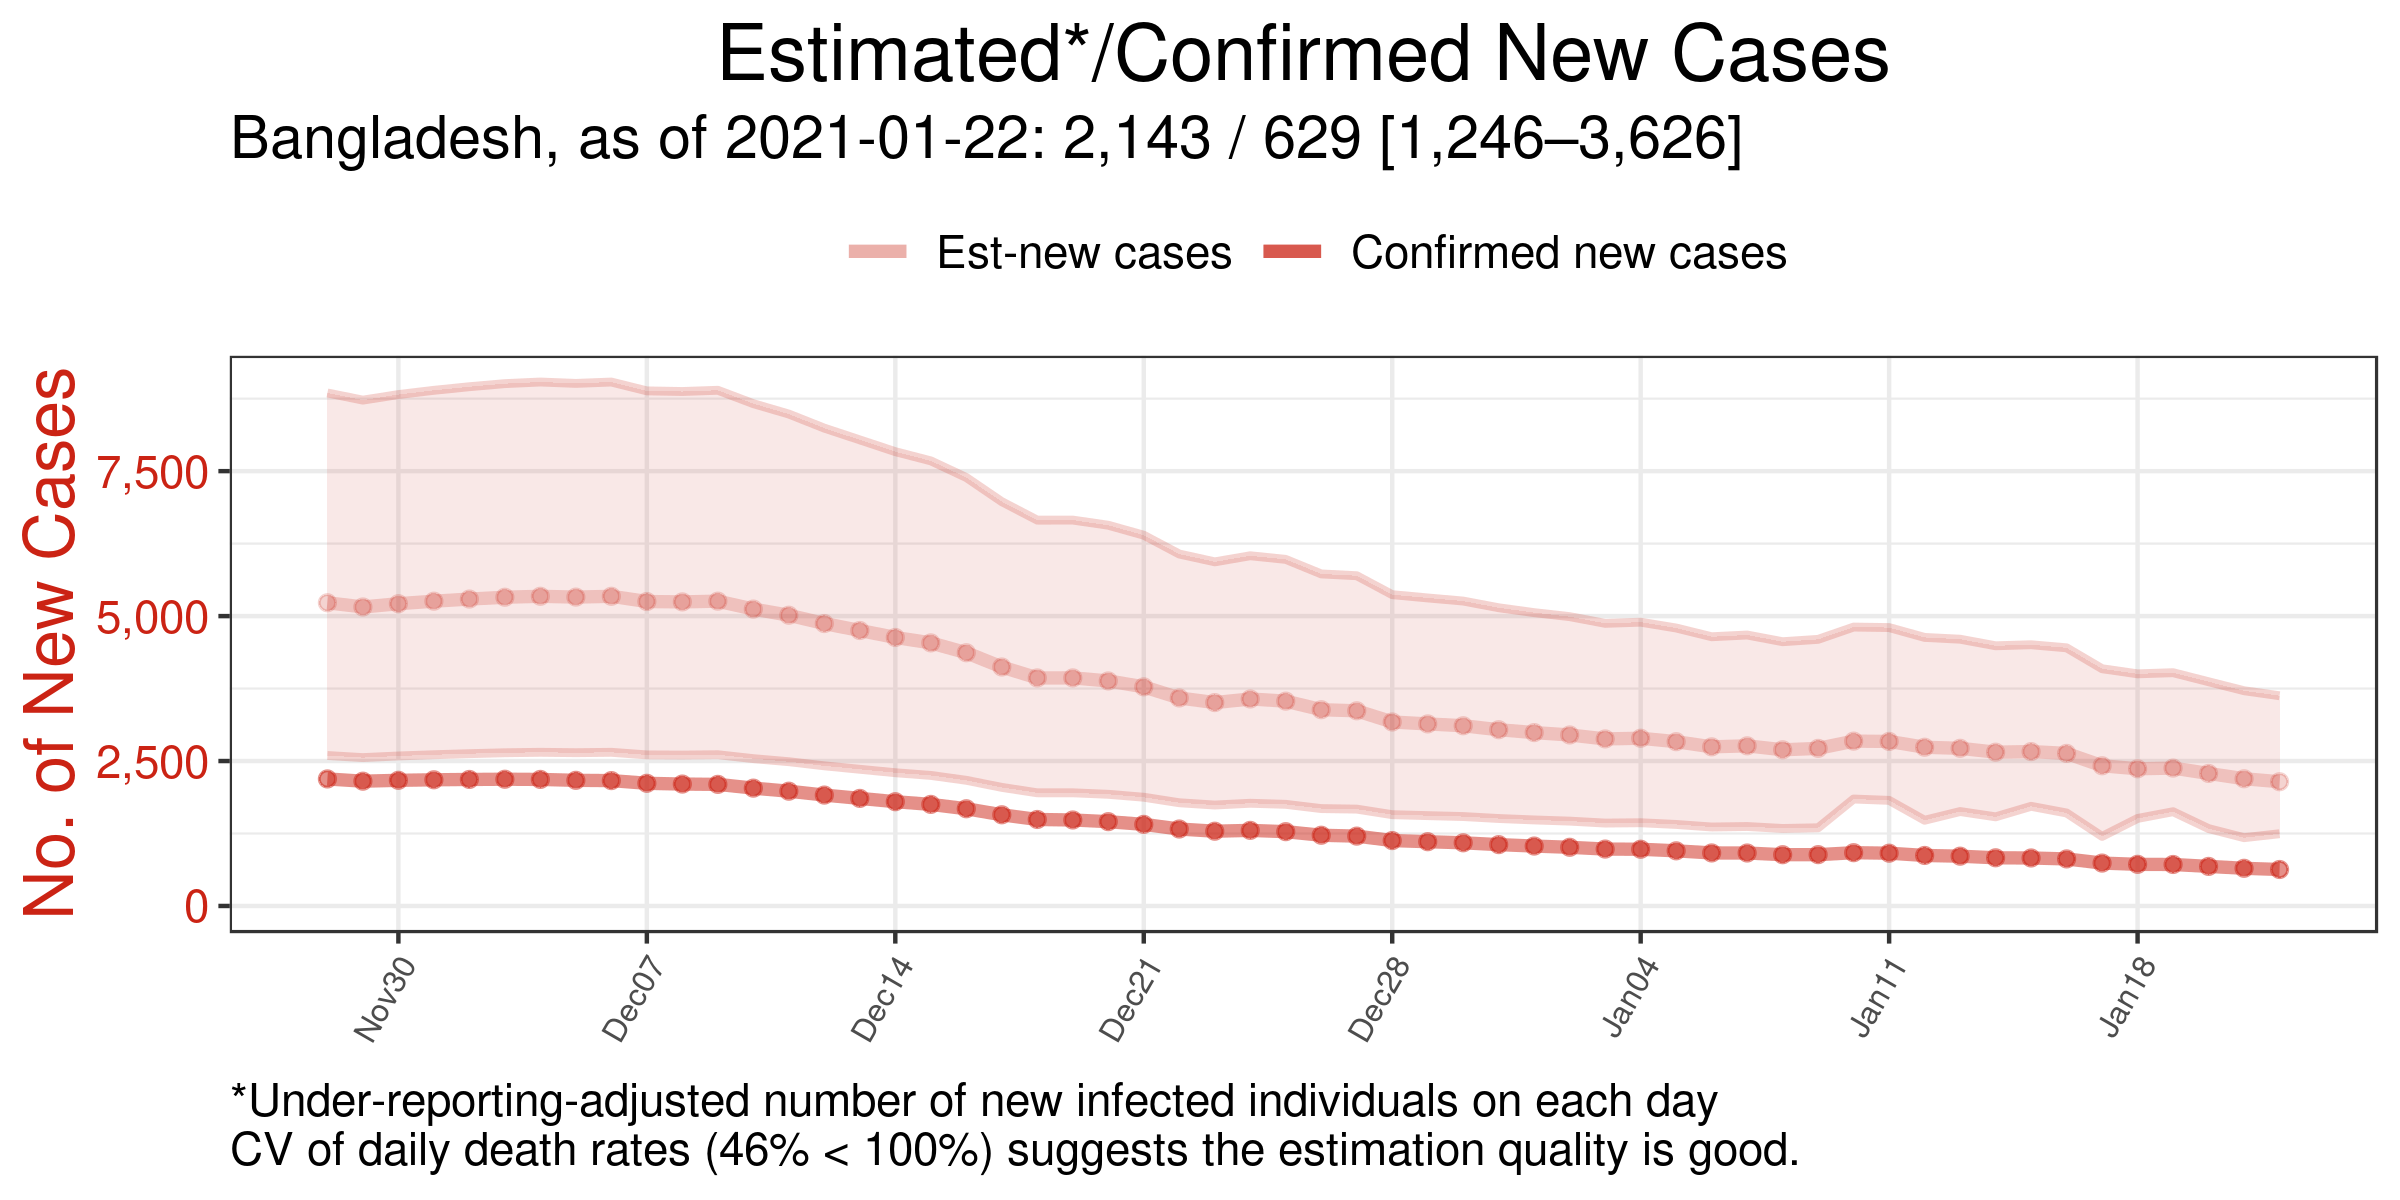 Estimated*/Confirmed New Cases
Bangladesh, as of 2021-01-22: 2,143 / 629 [1,246–3,626]
Est-new cases
Confirmed new cases
No. of New Cases
7,500
5,000
2,500
0
Nov30
Dec07
Dec14
Dec21
Dec28
Jan04
Jan11
Jan18
*Under-reporting-adjusted number of new infected individuals on each day
CV of daily death rates (46% < 100%) suggests the estimation quality is good.